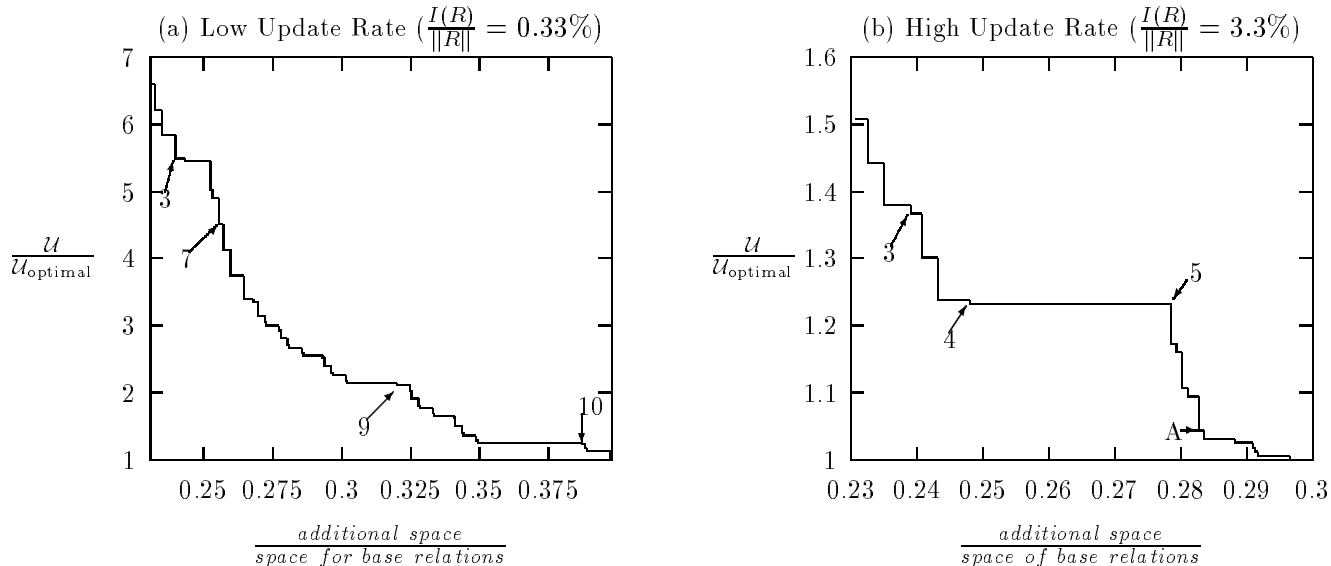 (a) Low Update Rate (I(R)/||R|| = 0.33%)
7
6
5
4
3
2
1
3
7
9
10
U/U optimal
0.25 0.275 0.3 0.325 0.35 0.375
additional space
space for base relations
(b) High Update Rate (I(R)/||R|| = 3.3%)
1.6
1.5
1.4
1.3
1.2
1.1
1
3
4
5
A
U/U optimal
0.23 0.24 0.25 0.26 0.27 0.28 0.29 0.3
additional space
space of base relations